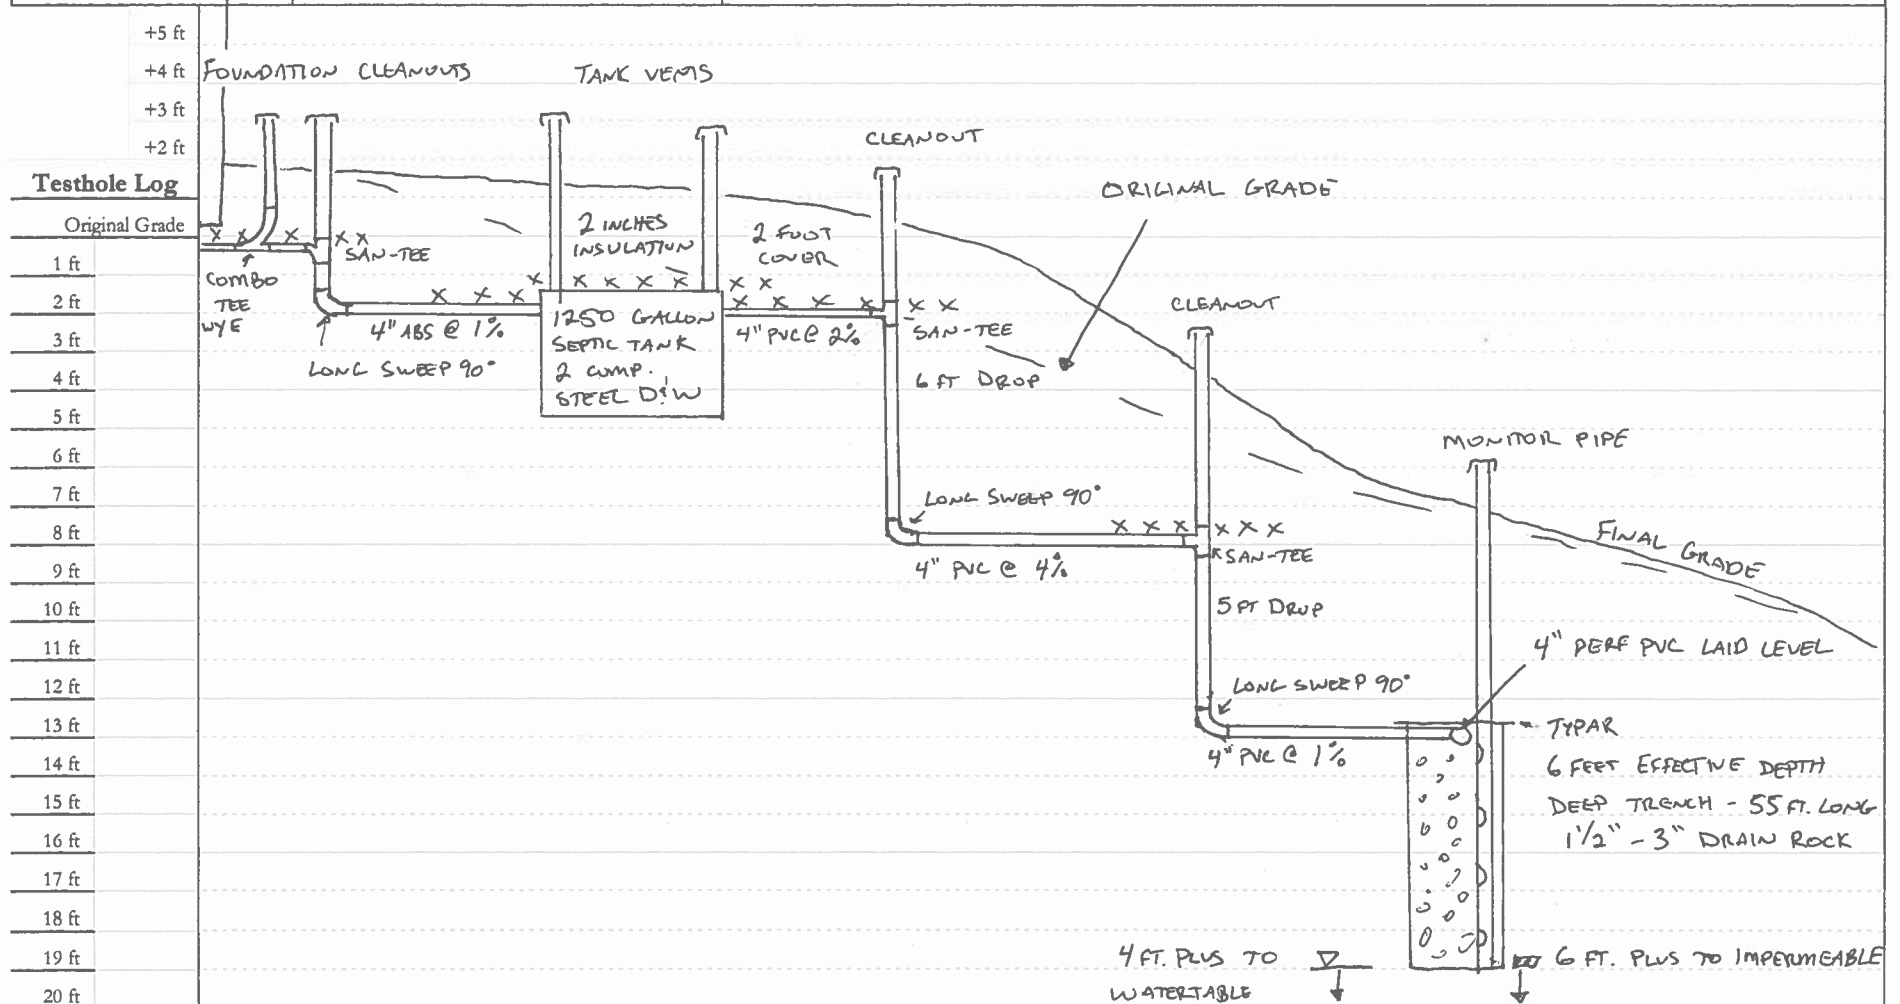 +5 ft
+4 ft
+3 ft
+2 ft
Testhole Log
Original Grade
1 ft
2 ft
3 ft
4 ft
5 ft
6 ft
7 ft
8 ft
9 ft
10 ft
11 ft
12 ft
13 ft
14 ft
15 ft
16 ft
17 ft
18 ft
19 ft
20 ft
FOUNDATION CLEANOUTS
TANK VENTS
CLEANOUT
ORIGINAL GRADE
2 INCHES
INSULATION
2 FOOT
COVER
SAN-TEE
COMBO
TEE
WYE
4" ABS @ 1%
LONG SWEEP 90°
1250 GALLON
SEPTIC TANK
2 COMP.
STEEL D&W
4" PVC @ 2%
SAN-TEE
6 FT DROP
CLEANOUT
MONITOR PIPE
LONG SWEEP 90°
4" PVC @ 4%
SAN-TEE
5 FT DROP
FINAL GRADE
4" PERF PVC LAID LEVEL
LONG SWEEP 90°
4" PVC @ 1%
TYPAR
6 FEET EFFECTIVE DEPTH
DEEP TRENCH - 55 FT. LONG
1 1/2" - 3" DRAIN ROCK
4 FT. PLUS TO
WATERTABLE
6 FT. PLUS TO IMPERMEABLE